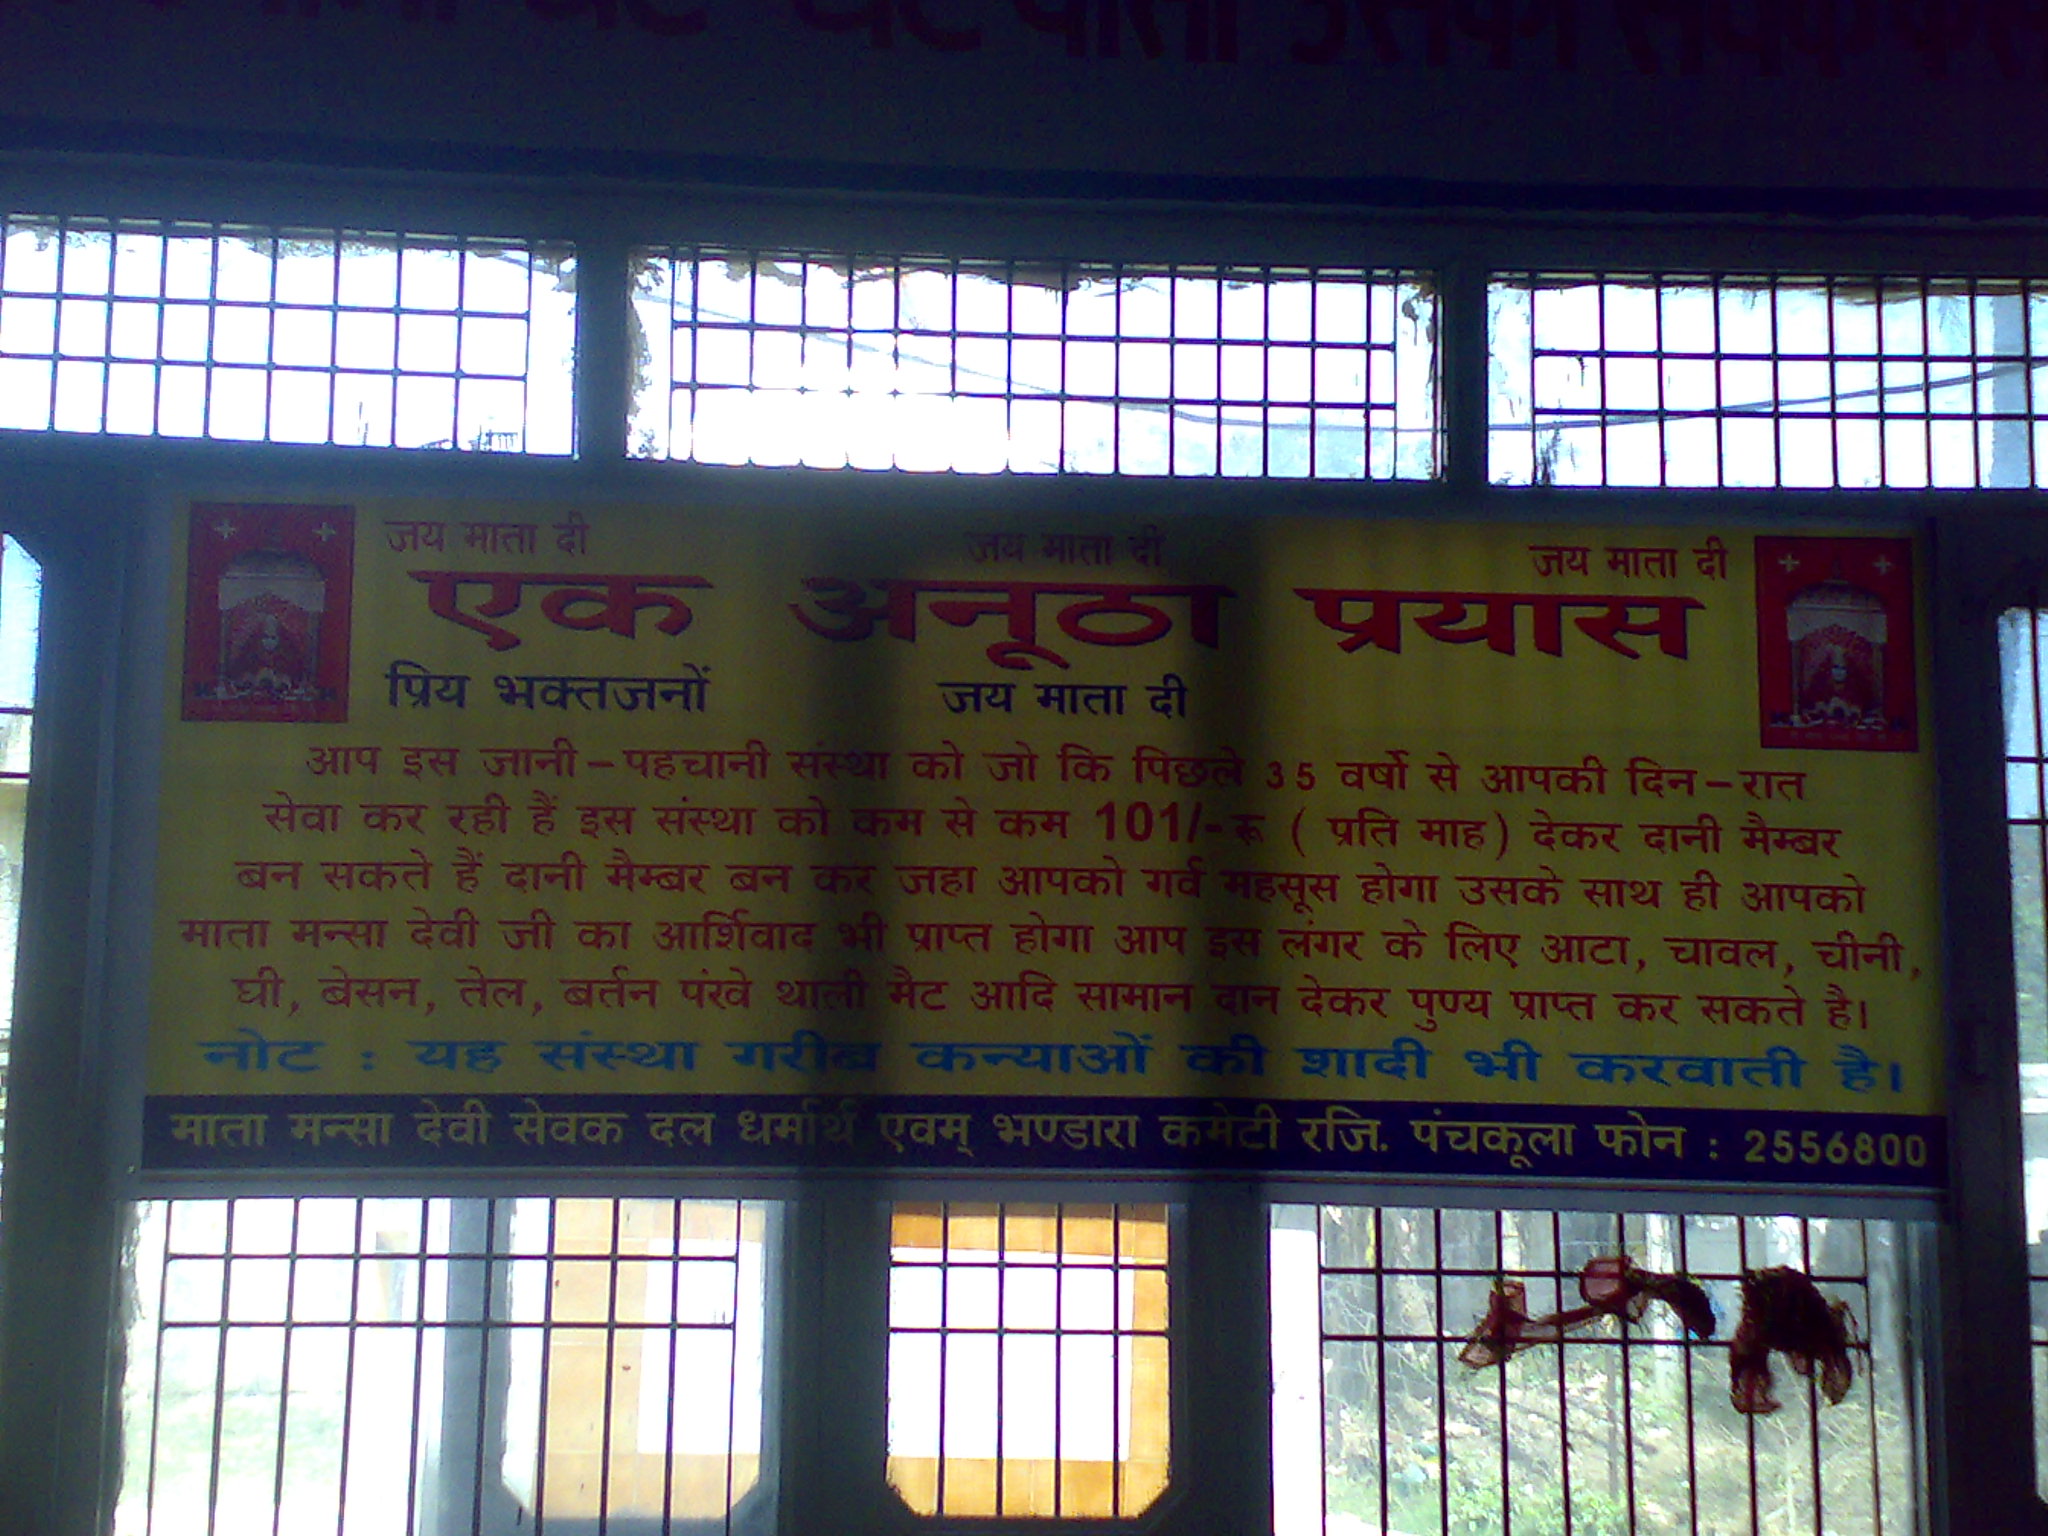 जय माता दी जय माता दी जय माता दी
एक अनूठा प्रयास
प्रिय भक्तजनों जय माता दी
आप इस जानी-पहचानी संस्था को जो कि पिछले 35 वर्षो से आपकी दिन-रात
सेवा कर रही हैं इस संस्था को कम से कम 101/- रू ( प्रति माह) देकर दानी मैम्बर
बन सकते हैं दानी मैम्बर बन कर जहा आपको गर्व महसूस होगा उसके साथ ही आपको
माता मन्सा देवी जी का आर्शिवाद भी प्राप्त होगा आप इस लंगर के लिए आटा, चावल, चीनी,
घी, बेसन, तेल, बर्तन पंखे थाली मैट आदि सामान दान देकर पुण्य प्राप्त कर सकते है।
नोट : यह संस्था गरीब कन्याओं की शादी भी करवाती है।
माता मन्सा देवी सेवक दल धर्मार्थ एवम् भण्डारा कमेटी रजि. पंचकूला फोन : 2556800